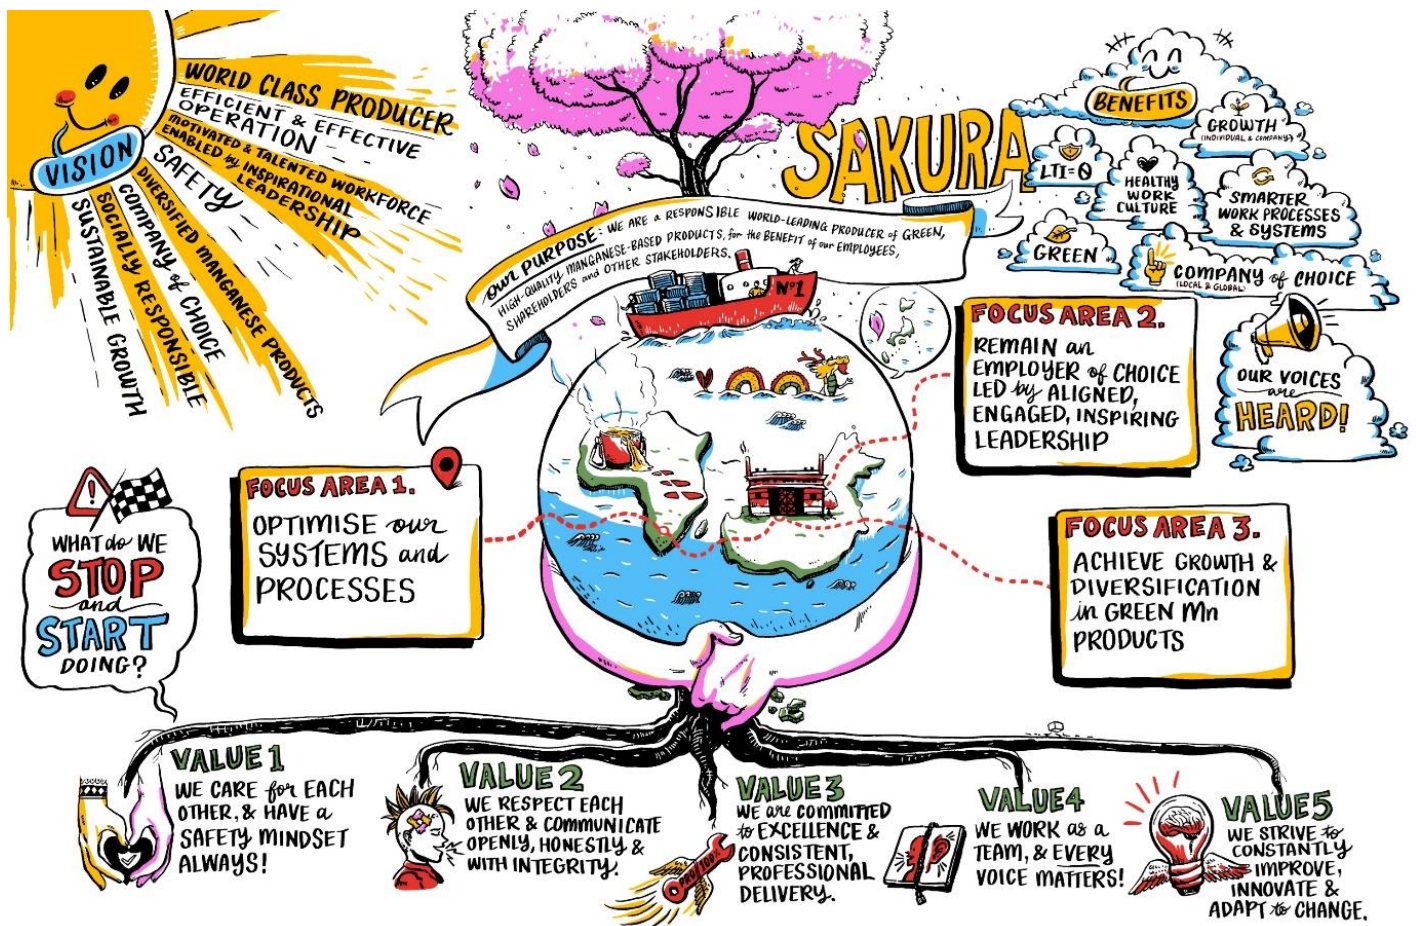 WORLD CLASS PRODUCER
EFFICIENT & EFFECTIVE
OPERATION
MOTIVATED & TALENTED WORKFORCE
ENABLED by INSPIRATIONAL
LEADERSHIP
SAFETY
DIVERSIFIED MANGANESE PRODUCTS
COMPANY of CHOICE
SOCIALLY RESPONSIBLE
SUSTAINABLE GROWTH
VISION
SAKURA
OUR PURPOSE: WE ARE A RESPONSIBLE WORLD-LEADING PRODUCER OF GREEN,
HIGH-QUALITY MANGANESE-BASED PRODUCTS, for the BENEFIT of our EMPLOYEES,
SHAREHOLDERS and OTHER STAKEHOLDERS.
Nº1
BENEFITS
GROWTH
(INDIVIDUAL & COMPANY)
LTI=0
HEALTHY
WORK
CULTURE
SMARTER
WORK PROCESSES
& SYSTEMS
GREEN
COMPANY of CHOICE
(LOCAL & GLOBAL)
OUR VOICES
are
HEARD!
FOCUS AREA 1.
OPTIMISE our
SYSTEMS and
PROCESSES
FOCUS AREA 2.
REMAIN an
EMPLOYER of CHOICE
LED by ALIGNED,
ENGAGED, INSPIRING
LEADERSHIP
FOCUS AREA 3.
ACHIEVE GROWTH &
DIVERSIFICATION
in GREEN Mn
PRODUCTS
WHAT do WE
STOP
and
START
DOING?
VALUE 1
WE CARE for EACH
OTHER, & HAVE a
SAFETY MINDSET
ALWAYS!
VALUE 2
WE RESPECT EACH
OTHER & COMMUNICATE
OPENLY, HONESTLY &
WITH INTEGRITY.
PRO/100%
VALUE 3
WE are COMMITTED
to EXCELLENCE &
CONSISTENT,
PROFESSIONAL
DELIVERY.
VALUE4
WE WORK as a
TEAM, & EVERY
VOICE MATTERS!
VALUE5
WE STRIVE to
CONSTANTLY
IMPROVE,
INNOVATE &
ADAPT to CHANGE.